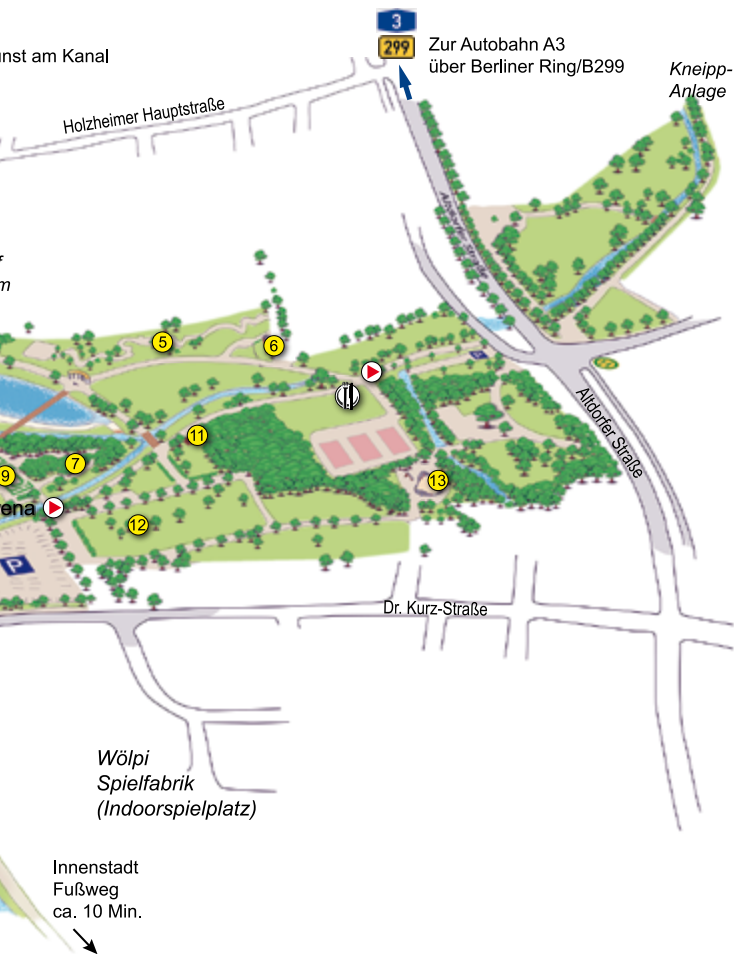 3
299
Zur Autobahn A3
über Berliner Ring/B299
unst am Kanal
Kneipp-
Anlage
Holzheimer Hauptstraße
Altdorfer Straße
f
m
5
6
P
11
7
9
13
rena
12
P
Altdorfer Straße
Dr. Kurz-Straße
Wölpi
Spielfabrik
(Indoorspielplatz)
Innenstadt
Fußweg
ca. 10 Min.